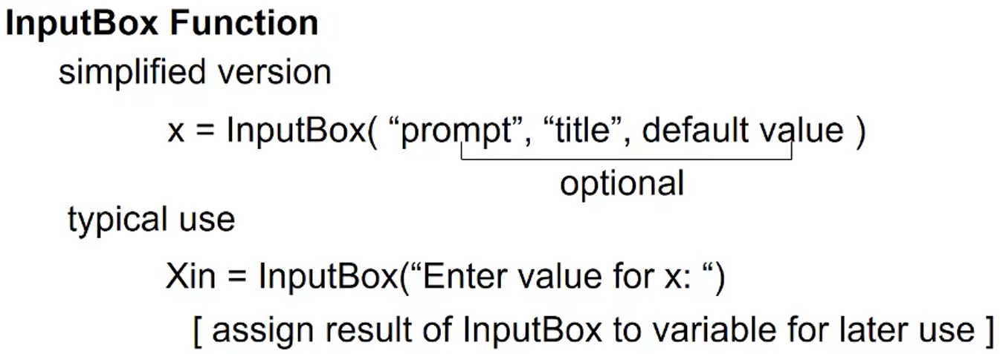 InputBox Function
simplified version
x = InputBox( “prompt”, “title”, default value )
optional
typical use
Xin = InputBox(“Enter value for x: “)
[ assign result of InputBox to variable for later use ]